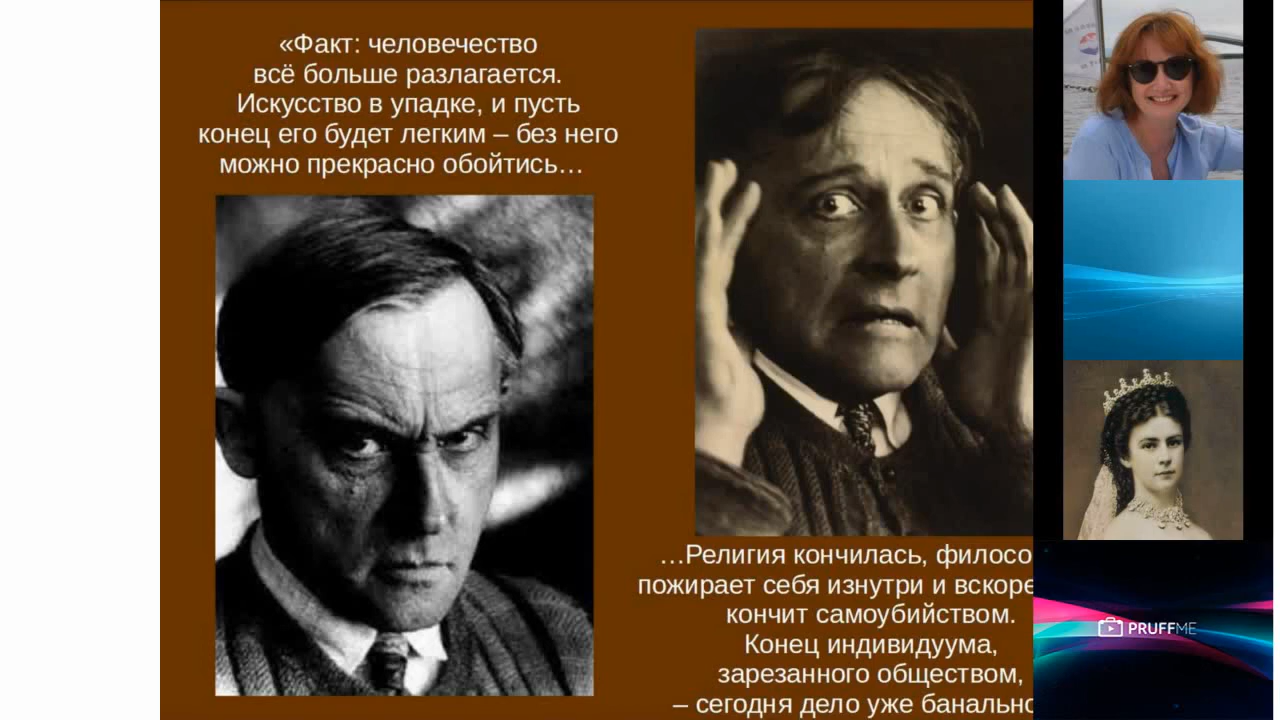 «Факт: человечество
всё больше разлагается.
Искусство в упадке, и пусть
конец его будет легким – без него
можно прекрасно обойтись…
…Религия кончилась, филосо
пожирает себя изнутри и вскоре
кончит самоубийством.
Конец индивидуума,
зарезанного обществом,
– сегодня дело уже банально
PRUFFME